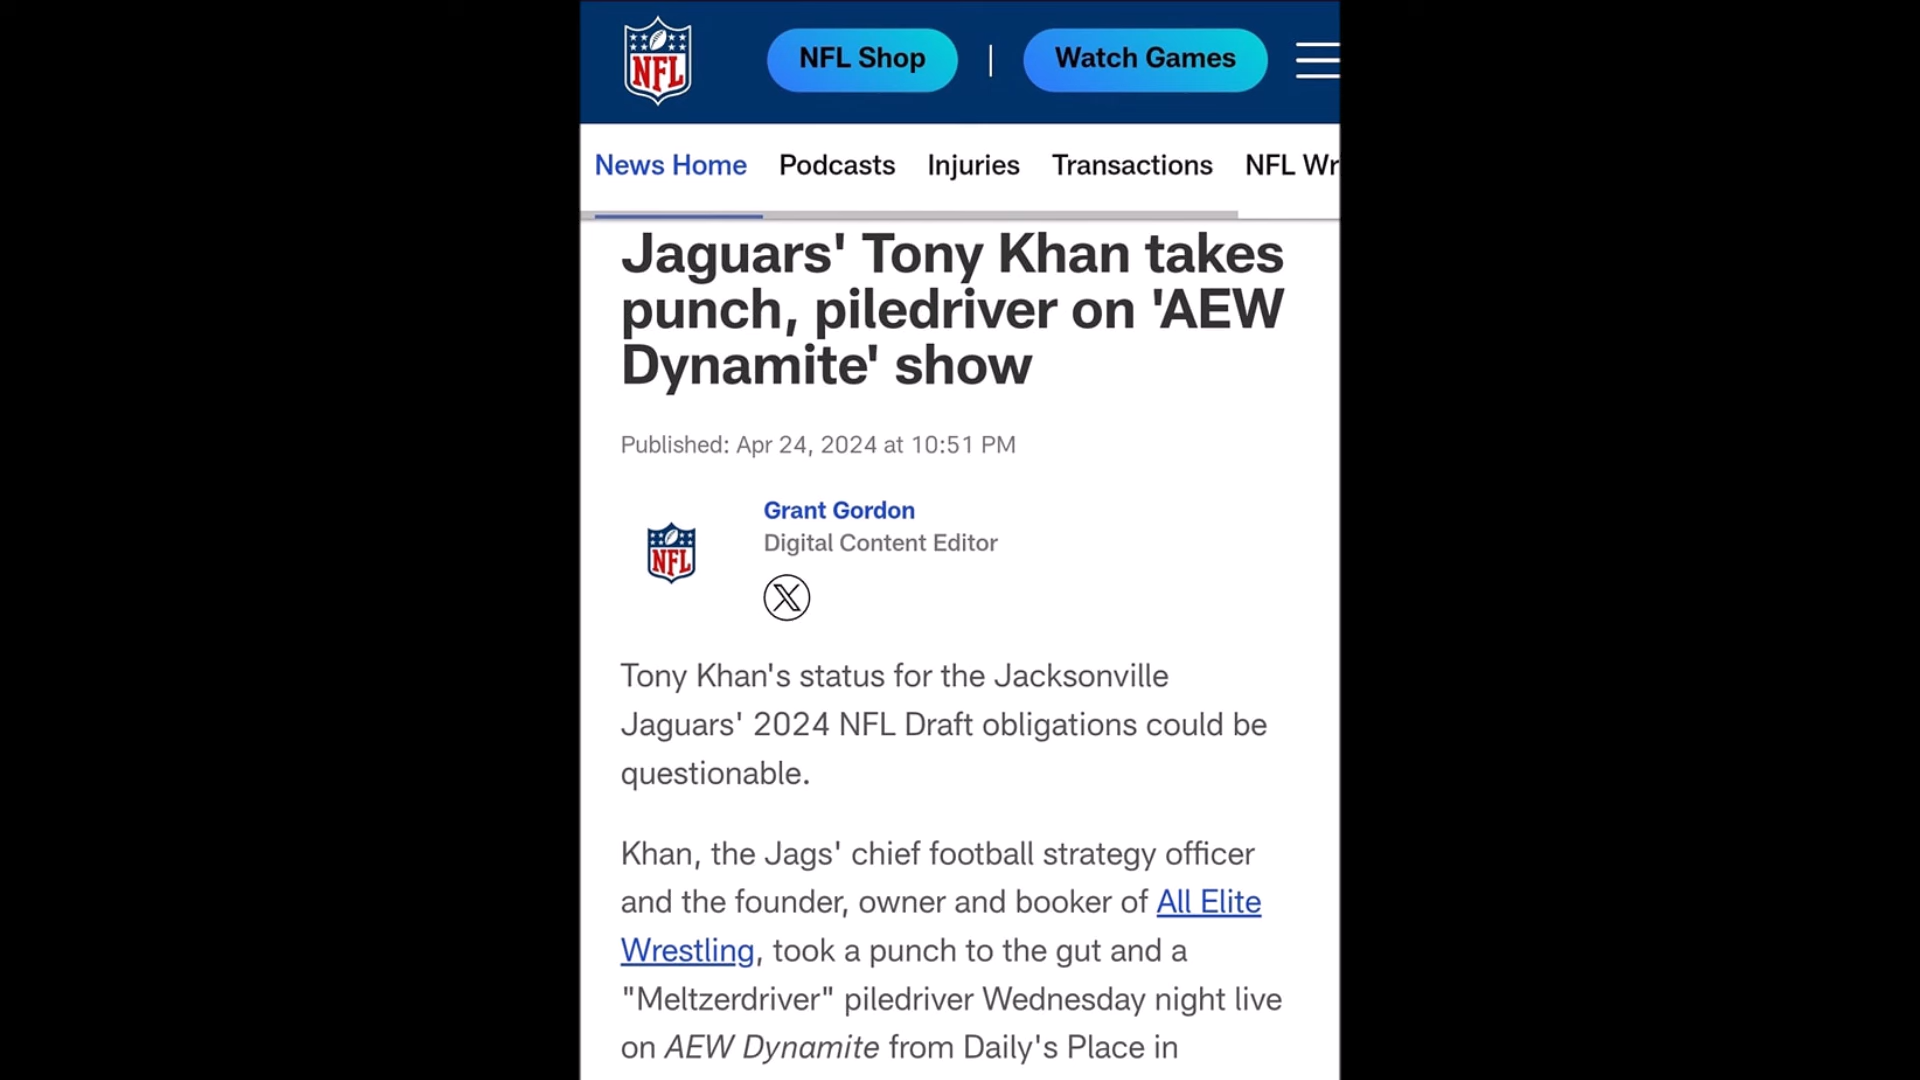 NFL
NFL Shop | Watch Games
News Home Podcasts Injuries Transactions NFL Wr
Jaguars' Tony Khan takes
punch, piledriver on 'AEW
Dynamite' show
Published: Apr 24, 2024 at 10:51 PM
Grant Gordon
NFL
Digital Content Editor
X
Tony Khan's status for the Jacksonville
Jaguars' 2024 NFL Draft obligations could be
questionable.
Khan, the Jags' chief football strategy officer
and the founder, owner and booker of All Elite
Wrestling, took a punch to the gut and a
"Meltzerdriver" piledriver Wednesday night live
on AEW Dynamite from Daily's Place in